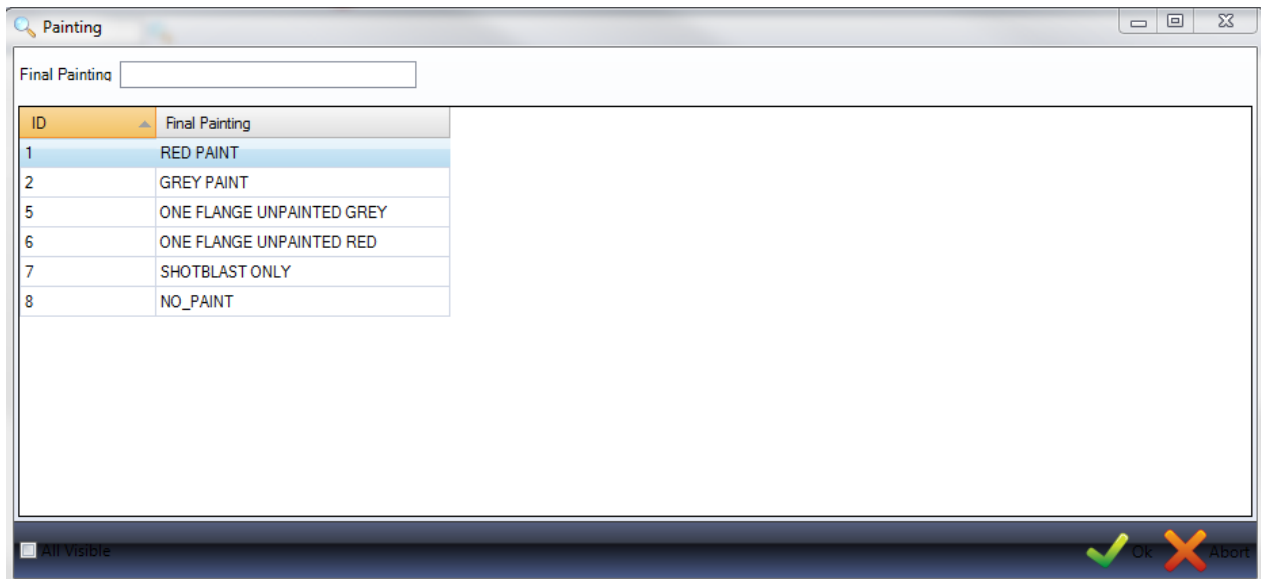 Painting
Final Painting
ID Final Painting
1 RED PAINT
2 GREY PAINT
5 ONE FLANGE UNPAINTED GREY
6 ONE FLANGE UNPAINTED RED
7 SHOTBLAST ONLY
8 NO_PAINT
All Visible Ok Abort